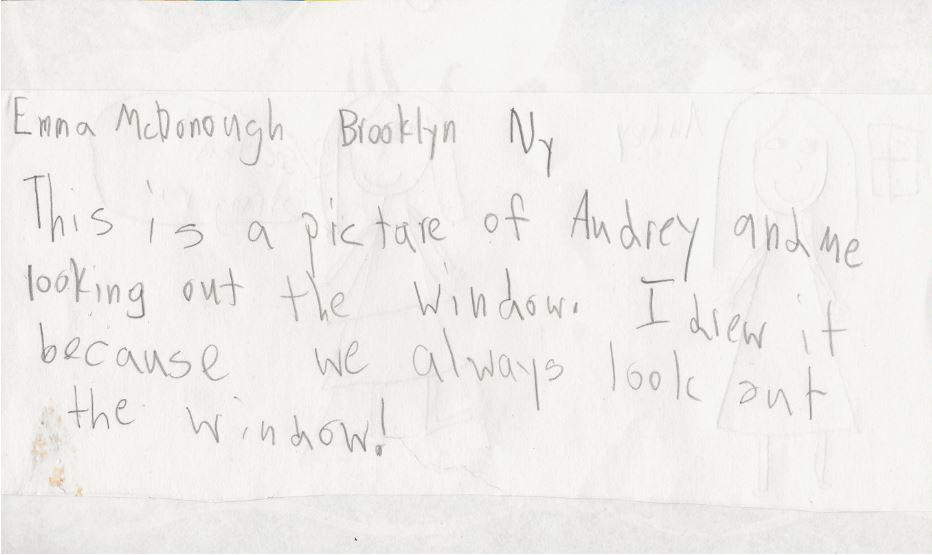 Emma McDonough Brooklyn Ny
This is a picture of Audrey and me
looking out the window. I drew it
because we always look out
the window!
Audrey